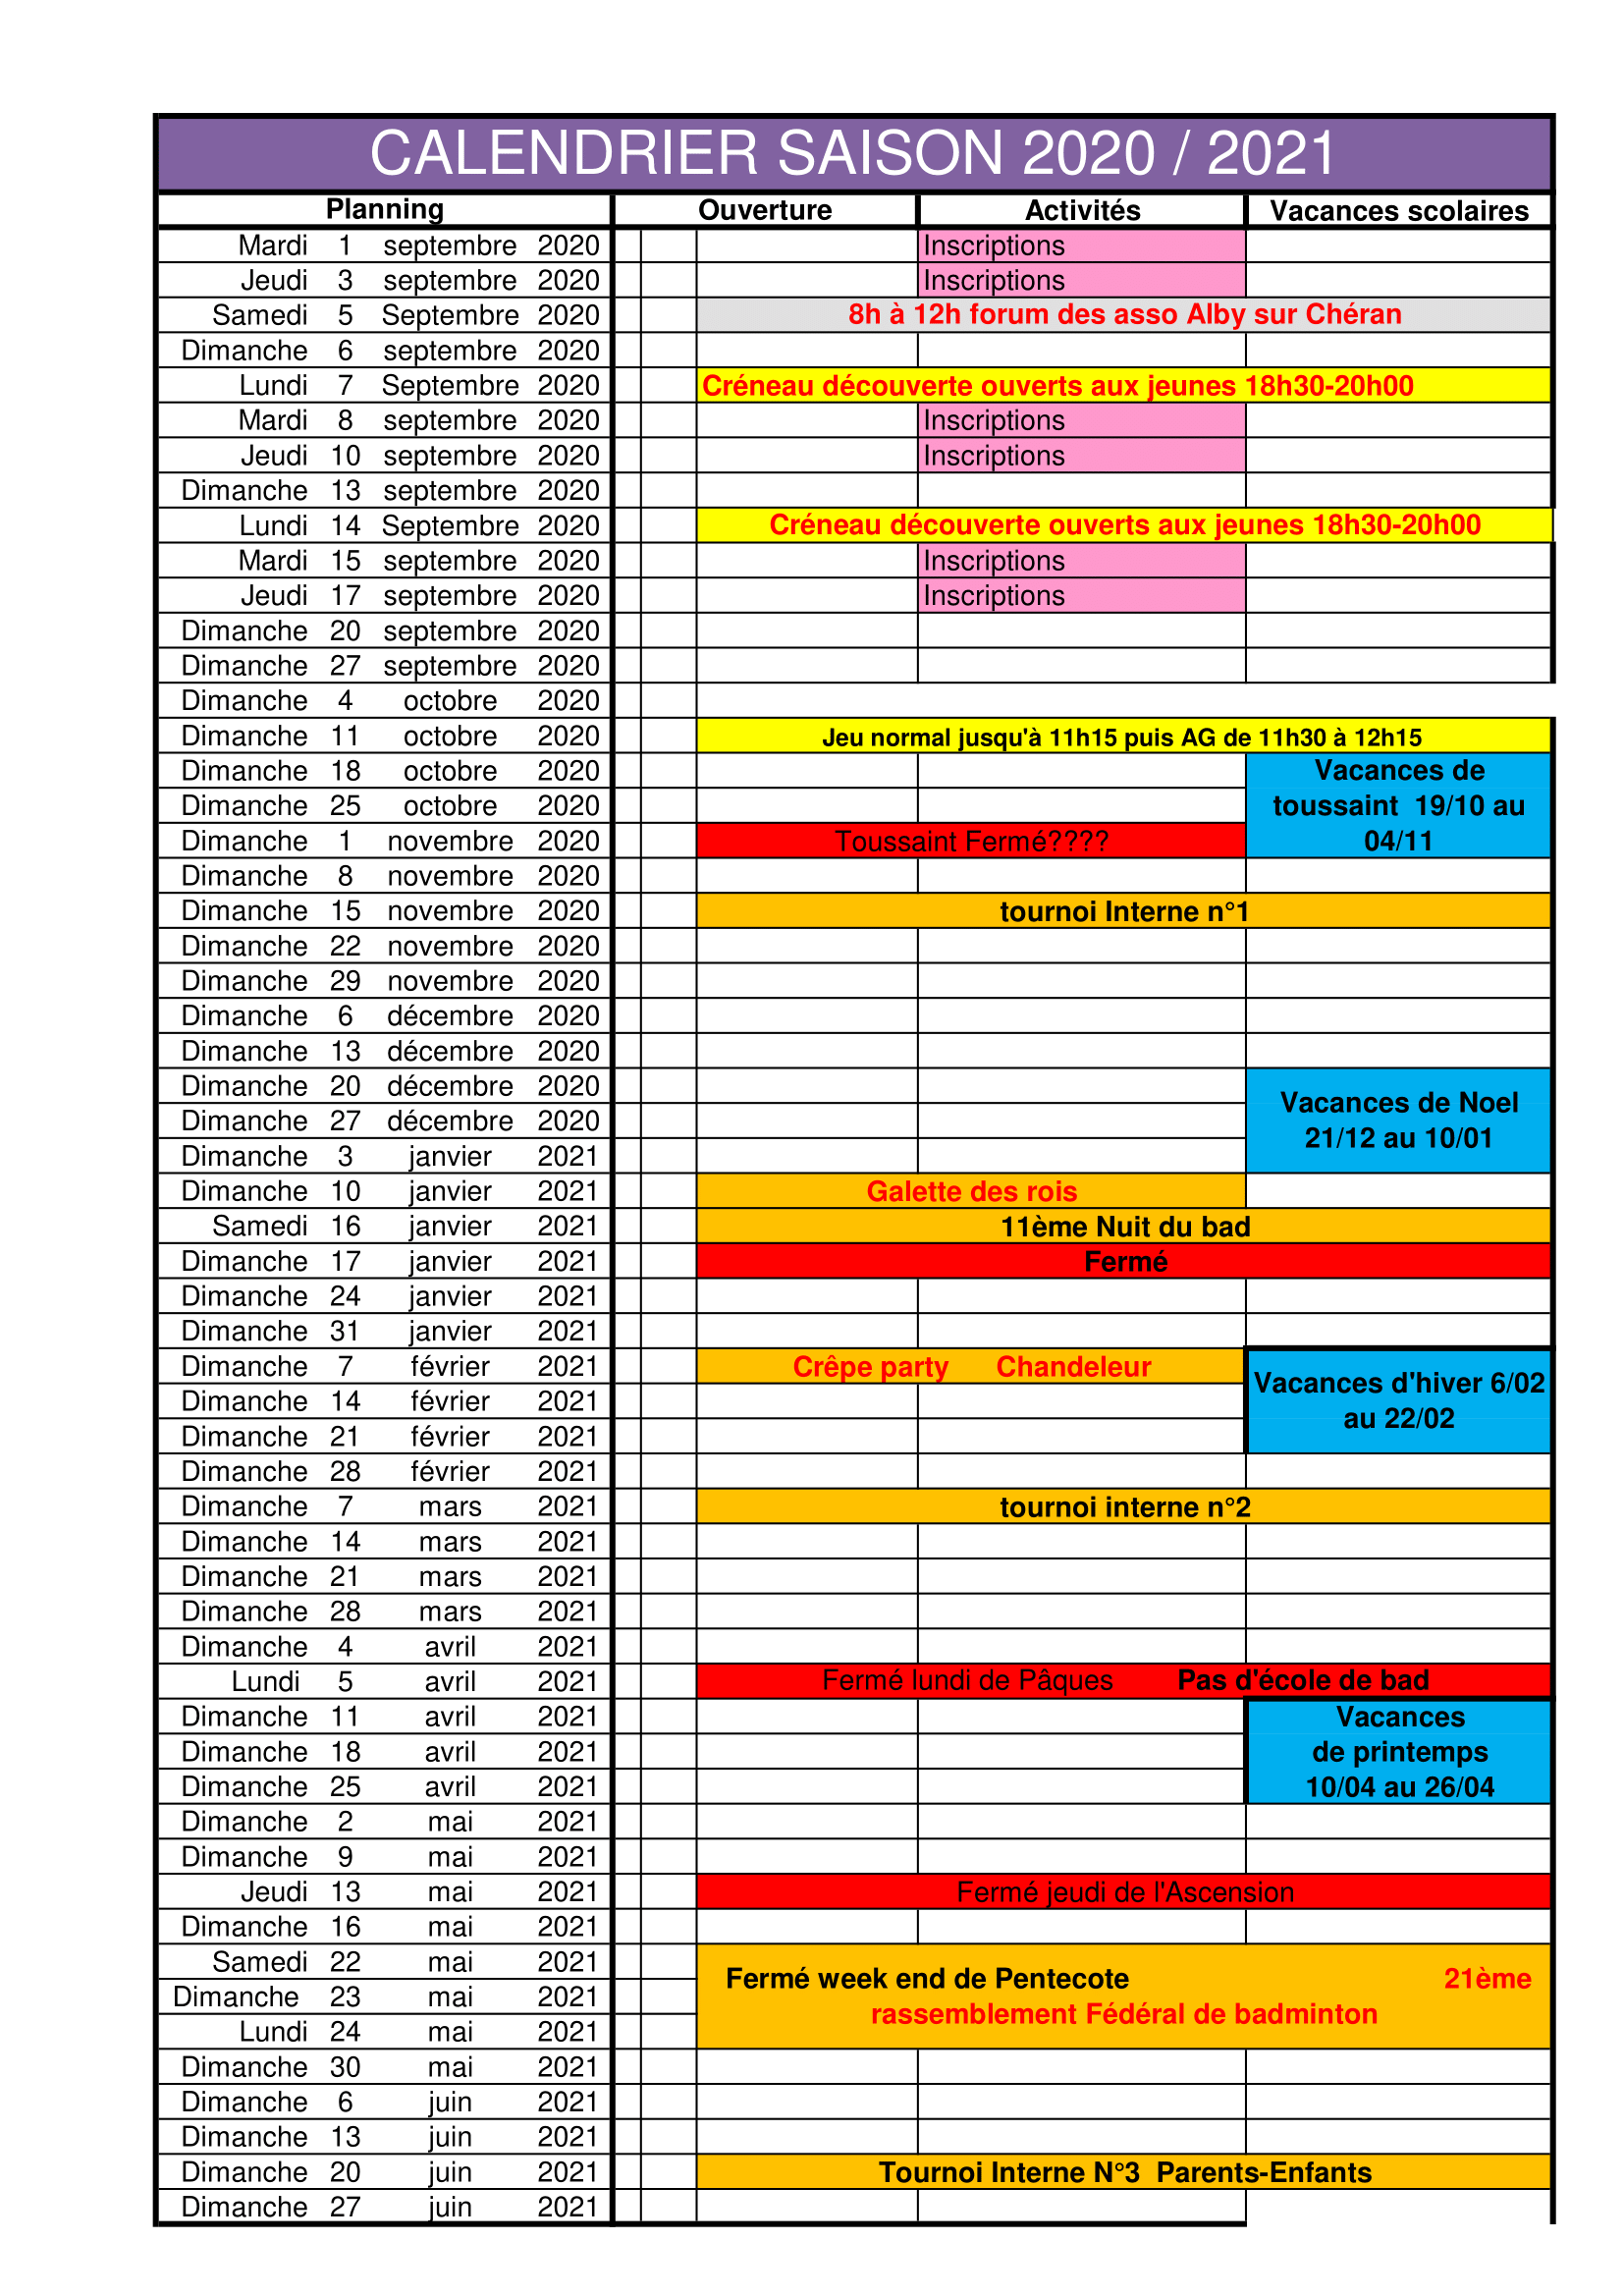 CALENDRIER SAISON 2020 / 2021
Planning Ouverture Activités Vacances scolaires
Mardi 1 septembre 2020 Inscriptions
Jeudi 3 septembre 2020 Inscriptions
Samedi 5 Septembre 2020 8h à 12h forum des asso Alby sur Chéran
Dimanche 6 septembre 2020
Lundi 7 Septembre 2020 Créneau découverte ouverts aux jeunes 18h30-20h00
Mardi 8 septembre 2020 Inscriptions
Jeudi 10 septembre 2020 Inscriptions
Dimanche 13 septembre 2020
Lundi 14 Septembre 2020 Créneau découverte ouverts aux jeunes 18h30-20h00
Mardi 15 septembre 2020 Inscriptions
Jeudi 17 septembre 2020 Inscriptions
Dimanche 20 septembre 2020
Dimanche 27 septembre 2020
Dimanche 4 octobre 2020
Dimanche 11 octobre 2020 Jeu normal jusqu'à 11h15 puis AG de 11h30 à 12h15
Dimanche 18 octobre 2020 Vacances de
Dimanche 25 octobre 2020 toussaint 19/10 au
Dimanche 1 novembre 2020 Toussaint Fermé???? 04/11
Dimanche 8 novembre 2020
Dimanche 15 novembre 2020 tournoi Interne n°1
Dimanche 22 novembre 2020
Dimanche 29 novembre 2020
Dimanche 6 décembre 2020
Dimanche 13 décembre 2020
Dimanche 20 décembre 2020
Vacances de Noel
Dimanche 27 décembre 2020
21/12 au 10/01
Dimanche 3 janvier 2021
Dimanche 10 janvier 2021 Galette des rois
Samedi 16 janvier 2021 11ème Nuit du bad
Dimanche 17 janvier 2021 Fermé
Dimanche 24 janvier 2021
Dimanche 31 janvier 2021
Dimanche 7 février 2021 Crêpe party Chandeleur
Vacances d'hiver 6/02
Dimanche 14 février 2021
au 22/02
Dimanche 21 février 2021
Dimanche 28 février 2021
Dimanche 7 mars 2021 tournoi interne n°2
Dimanche 14 mars 2021
Dimanche 21 mars 2021
Dimanche 28 mars 2021
Dimanche 4 avril 2021
Lundi 5 avril 2021 Fermé lundi de Pâques Pas d'école de bad
Dimanche 11 avril 2021 Vacances
Dimanche 18 avril 2021 de printemps
Dimanche 25 avril 2021 10/04 au 26/04
Dimanche 2 mai 2021
Dimanche 9 mai 2021
Jeudi 13 mai 2021 Fermé jeudi de l'Ascension
Dimanche 16 mai 2021
Samedi 22 mai 2021
Fermé week end de Pentecote 21ème
Dimanche 23 mai 2021
rassemblement Fédéral de badminton
Lundi 24 mai 2021
Dimanche 30 mai 2021
Dimanche 6 juin 2021
Dimanche 13 juin 2021
Dimanche 20 juin 2021 Tournoi Interne N°3 Parents-Enfants
Dimanche 27 juin 2021